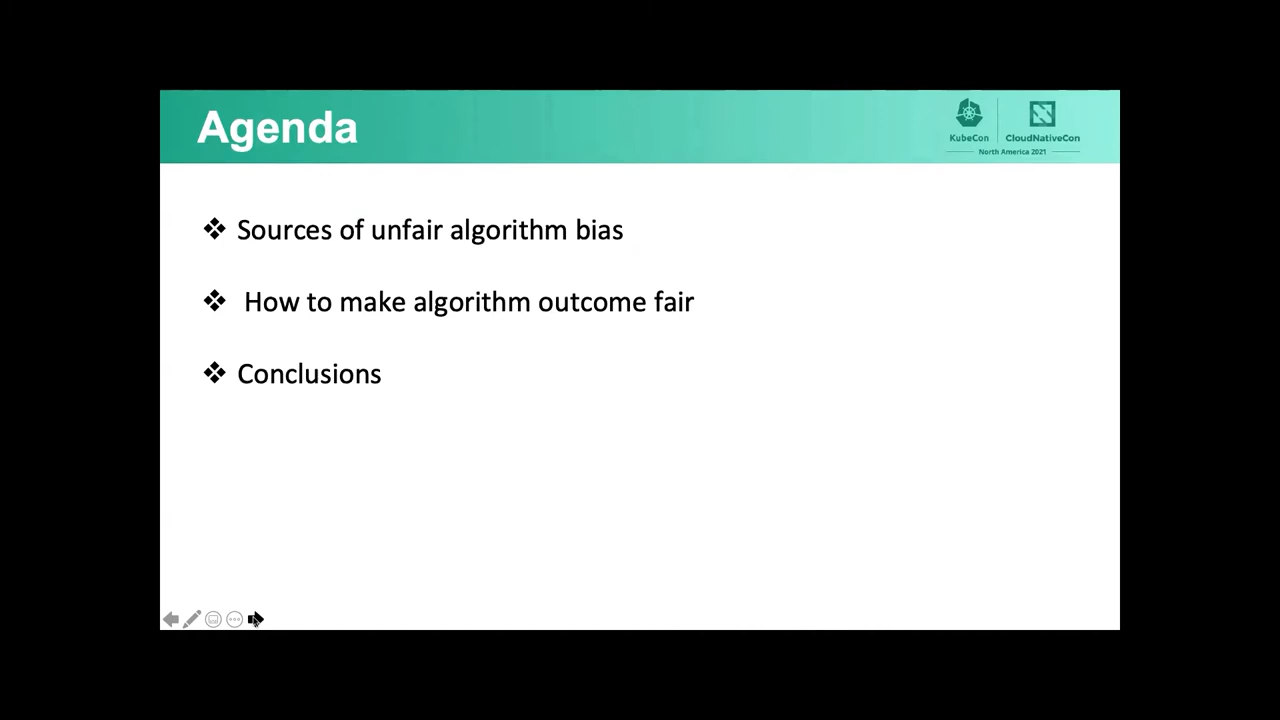 Agenda
KubeCon
CloudNativeCon
North America 2021
❖ Sources of unfair algorithm bias
❖ How to make algorithm outcome fair
❖ Conclusions